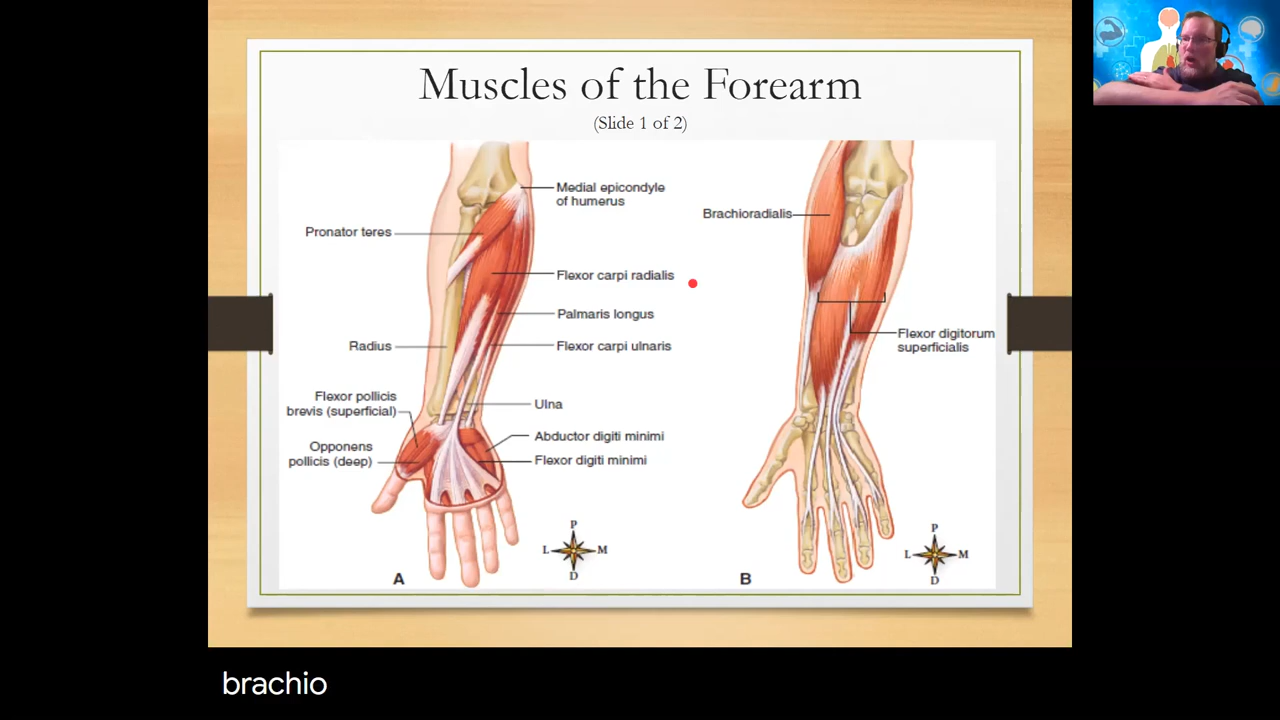 Muscles of the Forearm
(Slide 1 of 2)
Medial epicondyle
of humerus
Pronator teres
Flexor carpi radialis
Palmaris longus
Radius
Flexor carpi ulnaris
Flexor pollicis
brevis (superficial)
Ulna
Opponens
pollicis (deep)
Abductor digiti minimi
Flexor digiti minimi
P
L
M
D
A
Brachioradialis
Flexor digitorum
superficialis
P
L
M
D
B
brachio